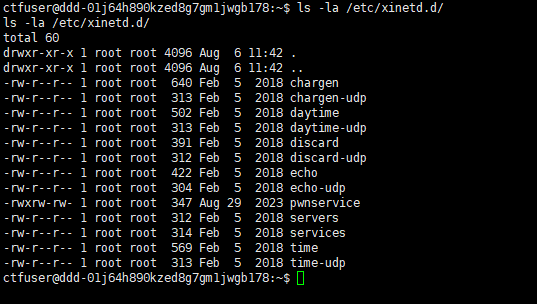 ctfuser@ddd-01j64h890kzed8g7gm1jwgb178:~$ ls -la /etc/xinetd.d/
ls -la /etc/xinetd.d/
total 60
drwxr-xr-x 1 root root 4096 Aug  6 11:42 .
drwxr-xr-x 1 root root 4096 Aug  6 11:42 ..
-rw-r--r-- 1 root root  640 Feb  5  2018 chargen
-rw-r--r-- 1 root root  313 Feb  5  2018 chargen-udp
-rw-r--r-- 1 root root  502 Feb  5  2018 daytime
-rw-r--r-- 1 root root  313 Feb  5  2018 daytime-udp
-rw-r--r-- 1 root root  391 Feb  5  2018 discard
-rw-r--r-- 1 root root  312 Feb  5  2018 discard-udp
-rw-r--r-- 1 root root  422 Feb  5  2018 echo
-rw-r--r-- 1 root root  304 Feb  5  2018 echo-udp
-rwxrw-rw- 1 root root  347 Aug 29  2023 pwnservice
-rw-r--r-- 1 root root  312 Feb  5  2018 servers
-rw-r--r-- 1 root root  314 Feb  5  2018 services
-rw-r--r-- 1 root root  569 Feb  5  2018 time
-rw-r--r-- 1 root root  313 Feb  5  2018 time-udp
ctfuser@ddd-01j64h890kzed8g7gm1jwgb178:~$